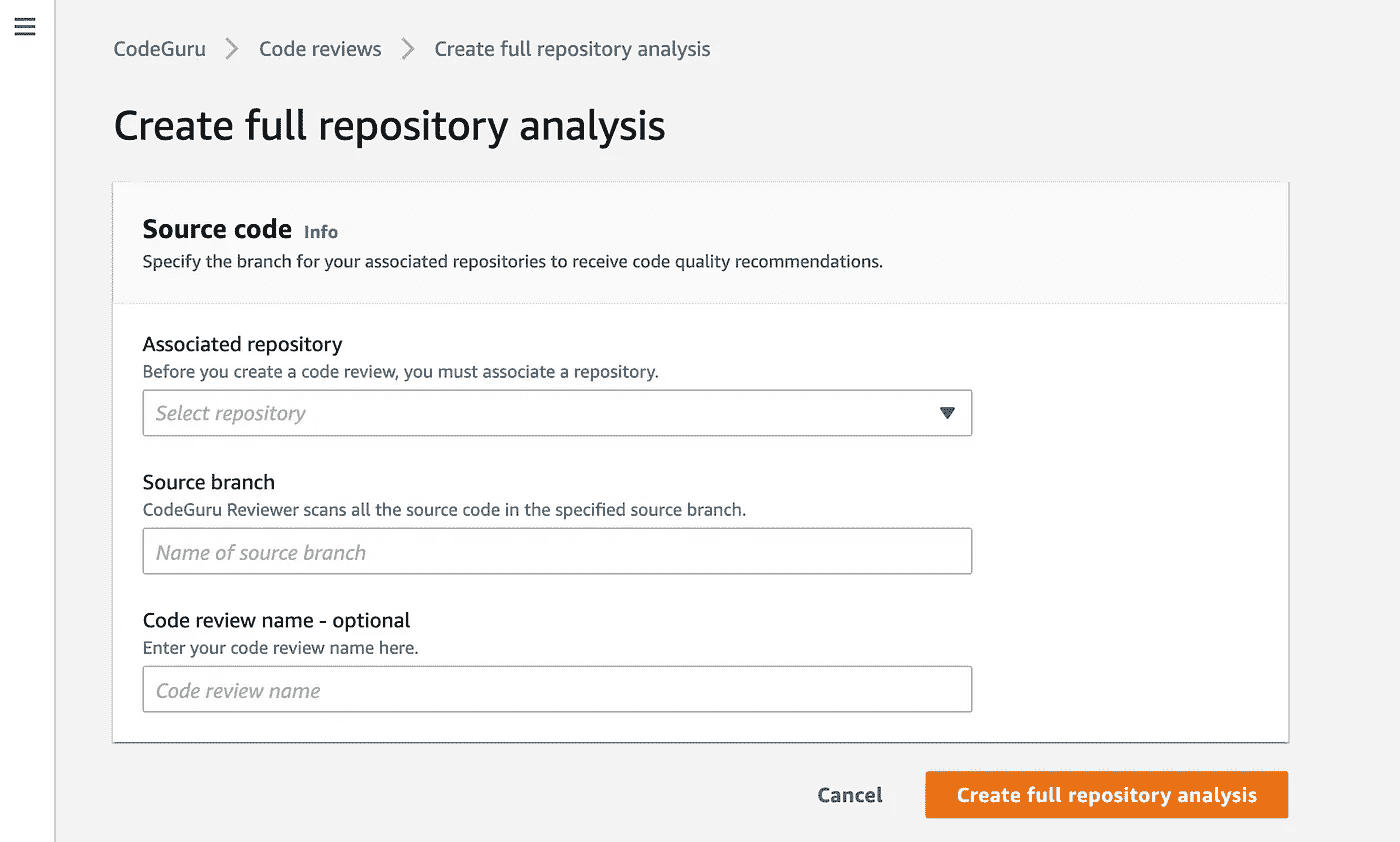 CodeGuru > Code reviews > Create full repository analysis
Create full repository analysis
Source code Info
Specify the branch for your associated repositories to receive code quality recommendations.
Associated repository
Before you create a code review, you must associate a repository.
Select repository
Source branch
CodeGuru Reviewer scans all the source code in the specified source branch.
Name of source branch
Code review name - optional
Enter your code review name here.
Code review name
Cancel Create full repository analysis